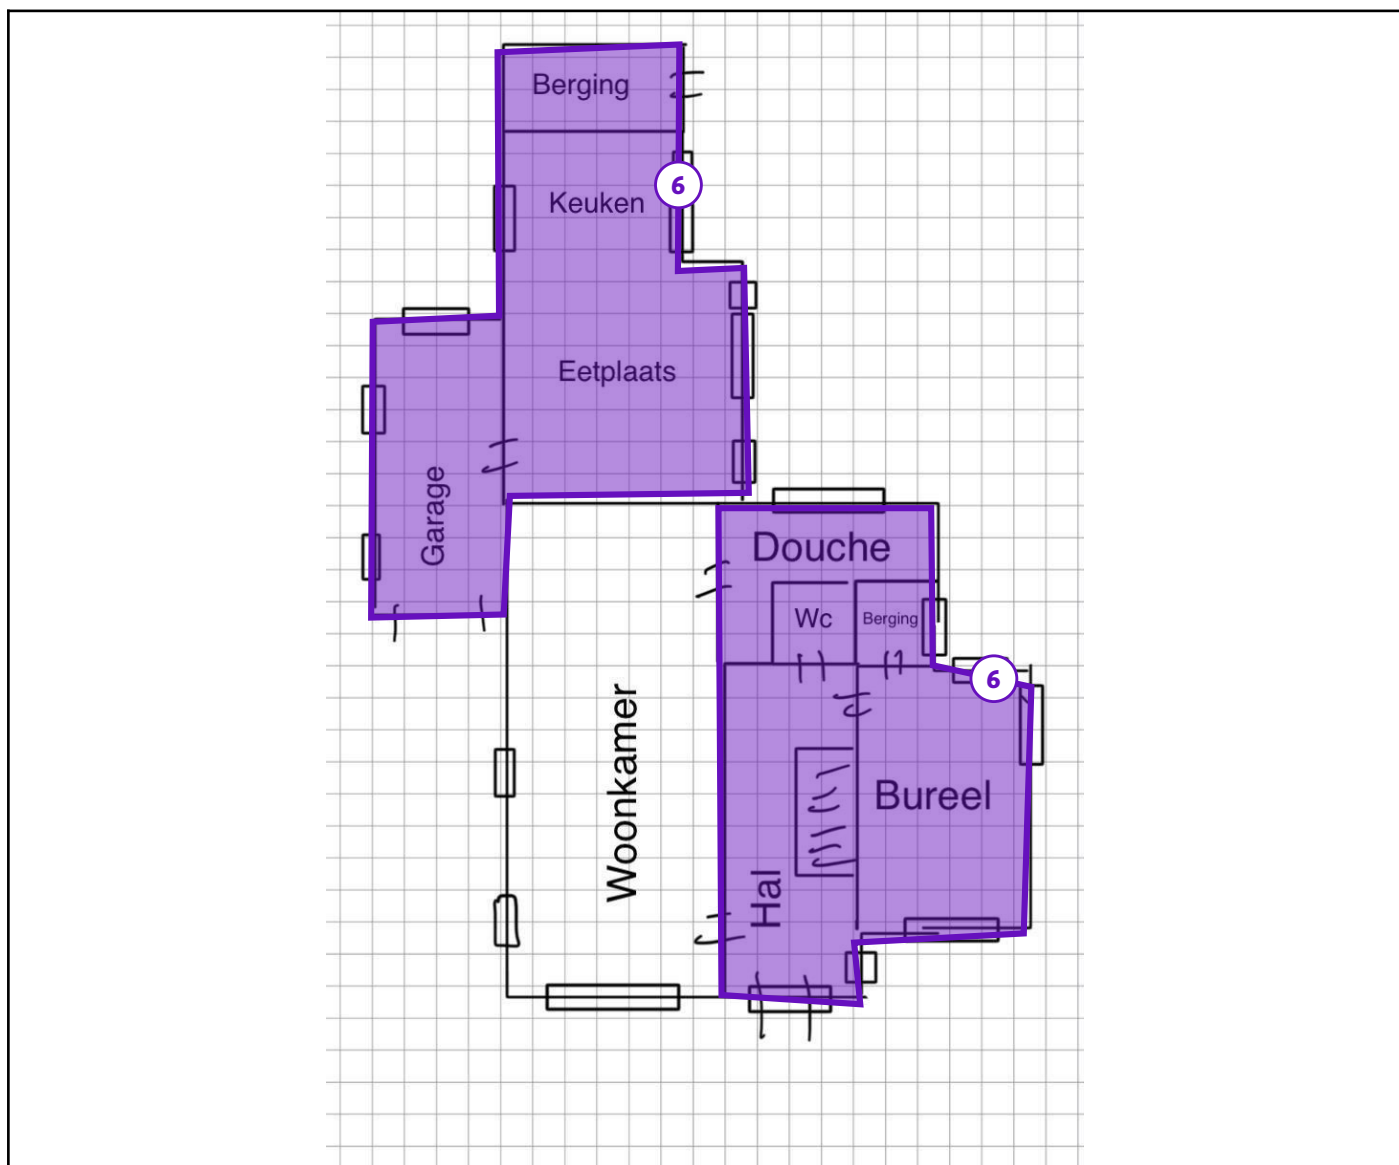 Berging
6
Keuken
Eetplaats
Garage
Douche
Wc
Berging
6
Woonkamer
Bureel
Hal